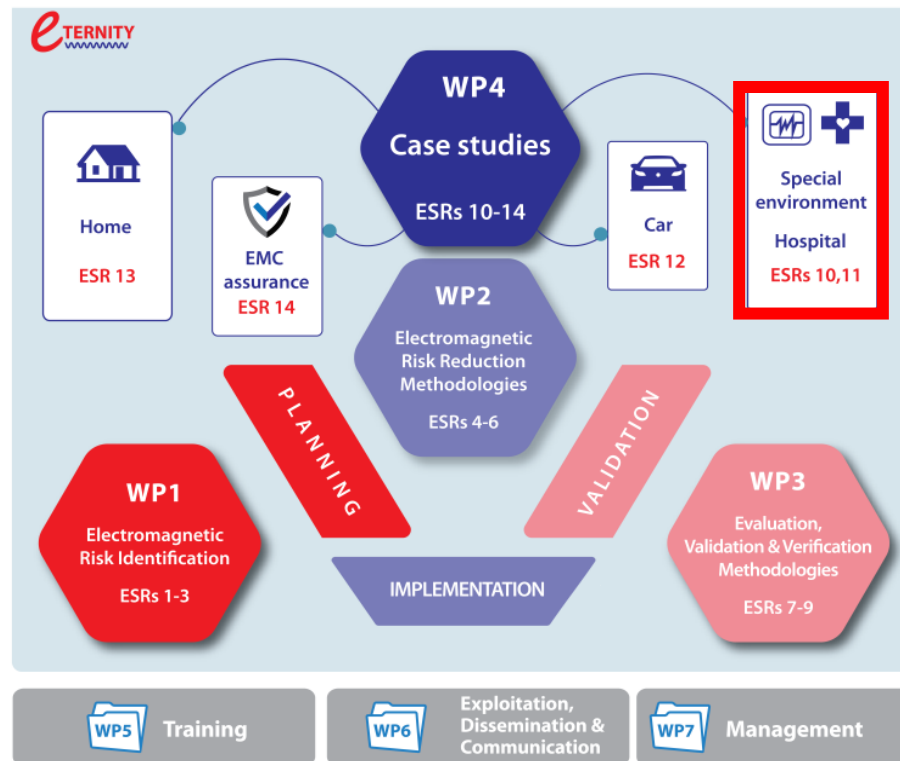 eTERNITY
WP4
Case studies
ESRs 10-14
Home
ESR 13
EMC
assurance
ESR 14
Car
ESR 12
Special
environment
Hospital
ESRs 10,11
WP2
Electromagnetic
Risk Reduction
Methodologies
ESRs 4-6
PLANNING
VALIDATION
WP1
Electromagnetic
Risk Identification
ESRs 1-3
IMPLEMENTATION
WP3
Evaluation,
Validation & Verification
Methodologies
ESRs 7-9
WP5
Training
WP6
Exploitation,
Dissemination &
Communication
WP7
Management